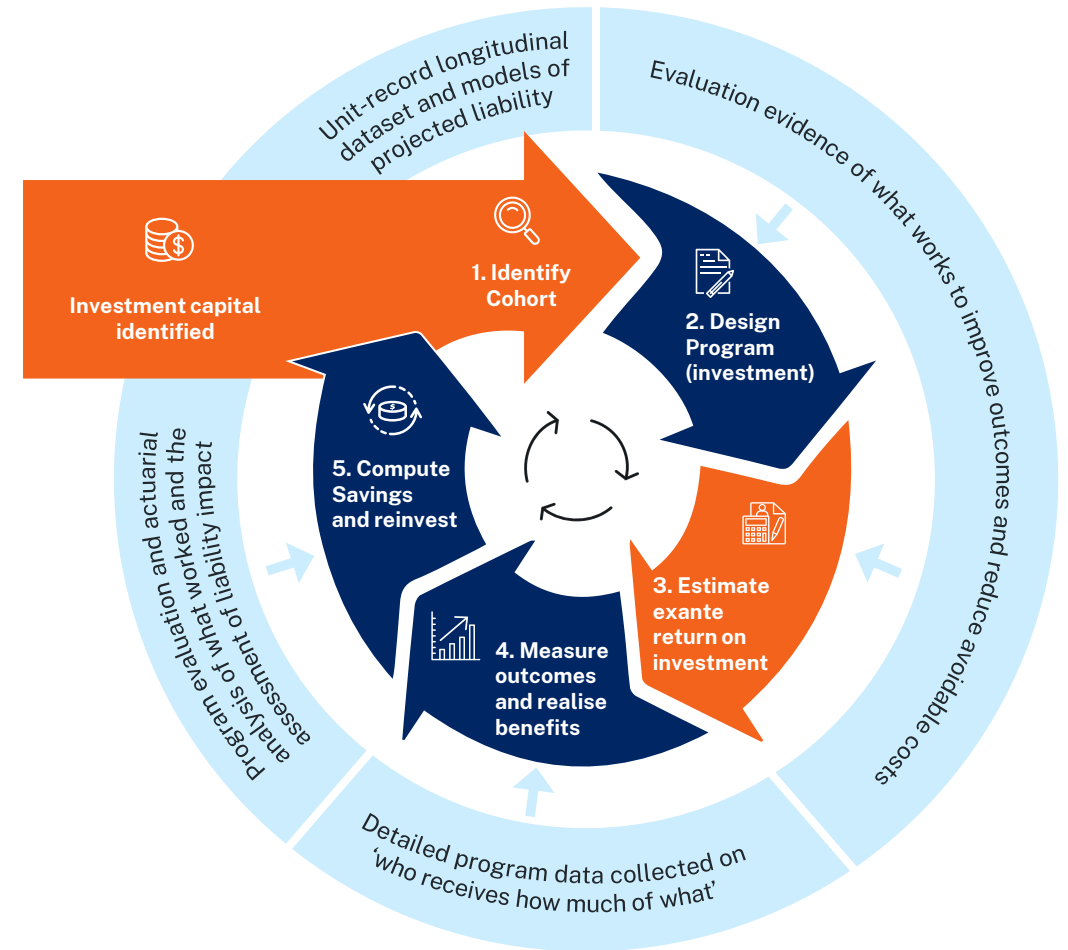 Unit-record longitudinal
dataset and models of
projected liability
Evaluation evidence of what works to improve outcomes and reduce avoidable costs
Investment capital
identified
$
1. Identify
Cohort
2. Design
Program
(investment)
3. Estimate
exante
return on
investment
4. Measure
outcomes
and realise
benefits
$
5. Compute
Savings
and reinvest
Detailed program data collected on
‘who receives how much of what’
Program evaluation and actuarial
analysis of what worked and the
assessment of liability impact